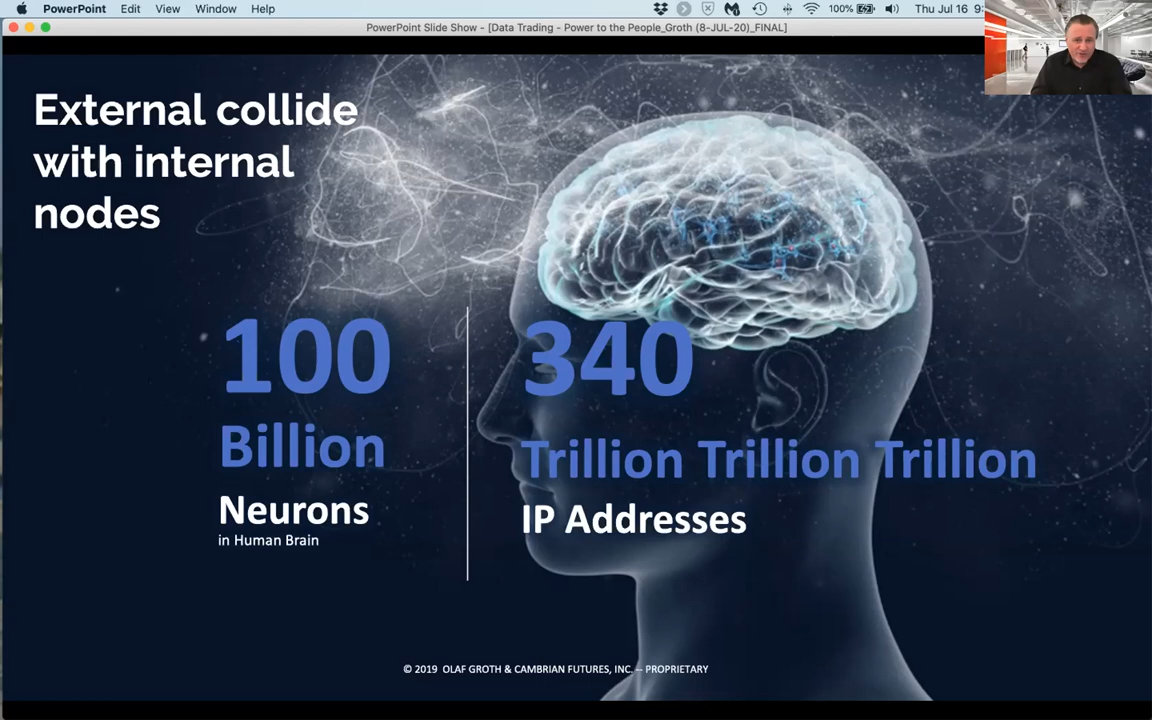 PowerPoint Edit View Window Help 100% Thu Jul 16 9:
PowerPoint Slide Show - [Data Trading - Power to the People_Groth (8-JUL-20)_FINAL]
External collide
with internal
nodes
100
Billion
Neurons
in Human Brain
340
Trillion Trillion Trillion
IP Addresses
© 2019 OLAF GROTH & CAMBRIAN FUTURES, INC. -- PROPRIETARY